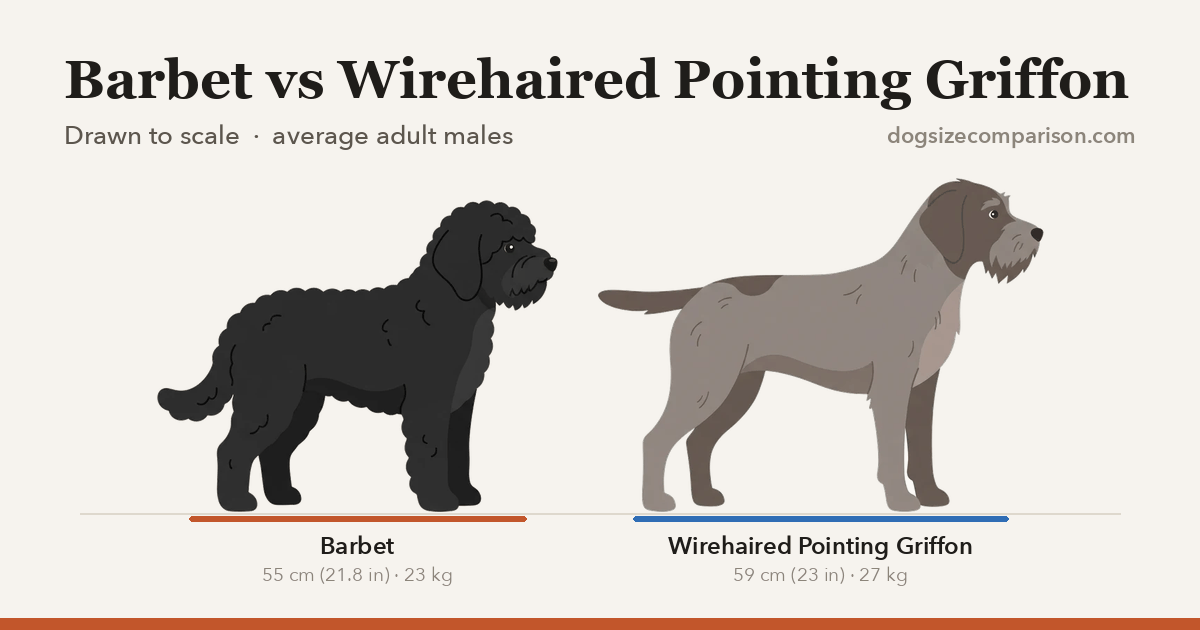 Barbet vs Wirehaired Pointing Griffon
Drawn to scale · average adult males
dogsizecomparison.com
Barbet
55 cm (21.8 in) · 23 kg
Wirehaired Pointing Griffon
59 cm (23 in) · 27 kg